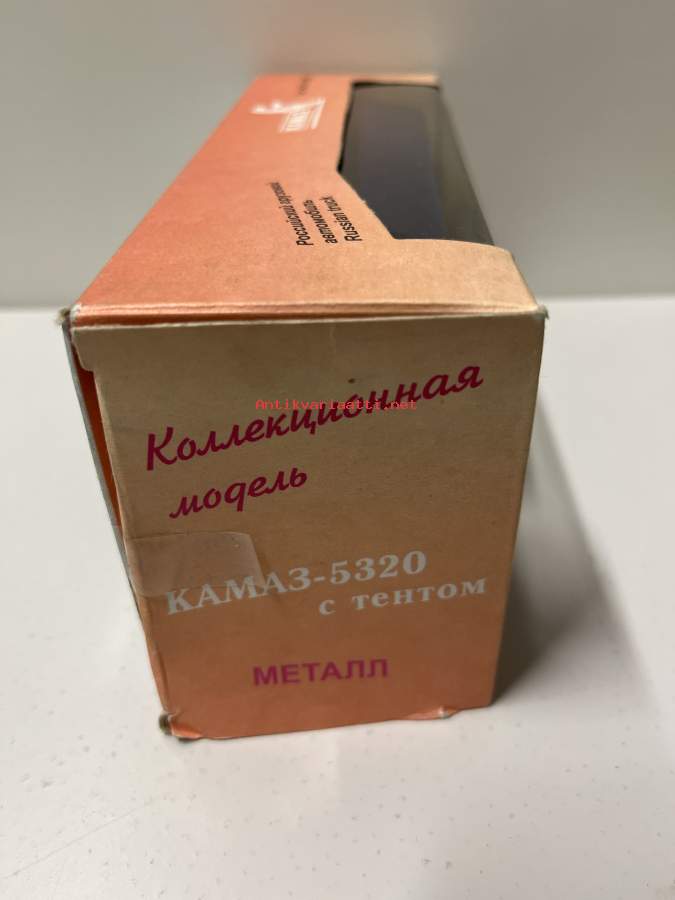 Российский грузовой
автомобиль
Russian truck
Коллекционная
Antikvariaatti.net
модель
КАМАЗ-5320
с тентом
МЕТАЛЛ